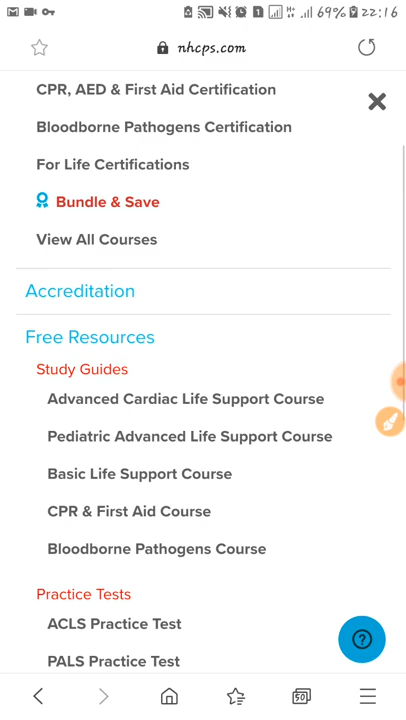 69% 22:16
nhcps.com
CPR, AED & First Aid Certification
Bloodborne Pathogens Certification
For Life Certifications
Bundle & Save
View All Courses
Accreditation
Free Resources
Study Guides
Advanced Cardiac Life Support Course
Pediatric Advanced Life Support Course
Basic Life Support Course
CPR & First Aid Course
Bloodborne Pathogens Course
Practice Tests
ACLS Practice Test
PALS Practice Test
50